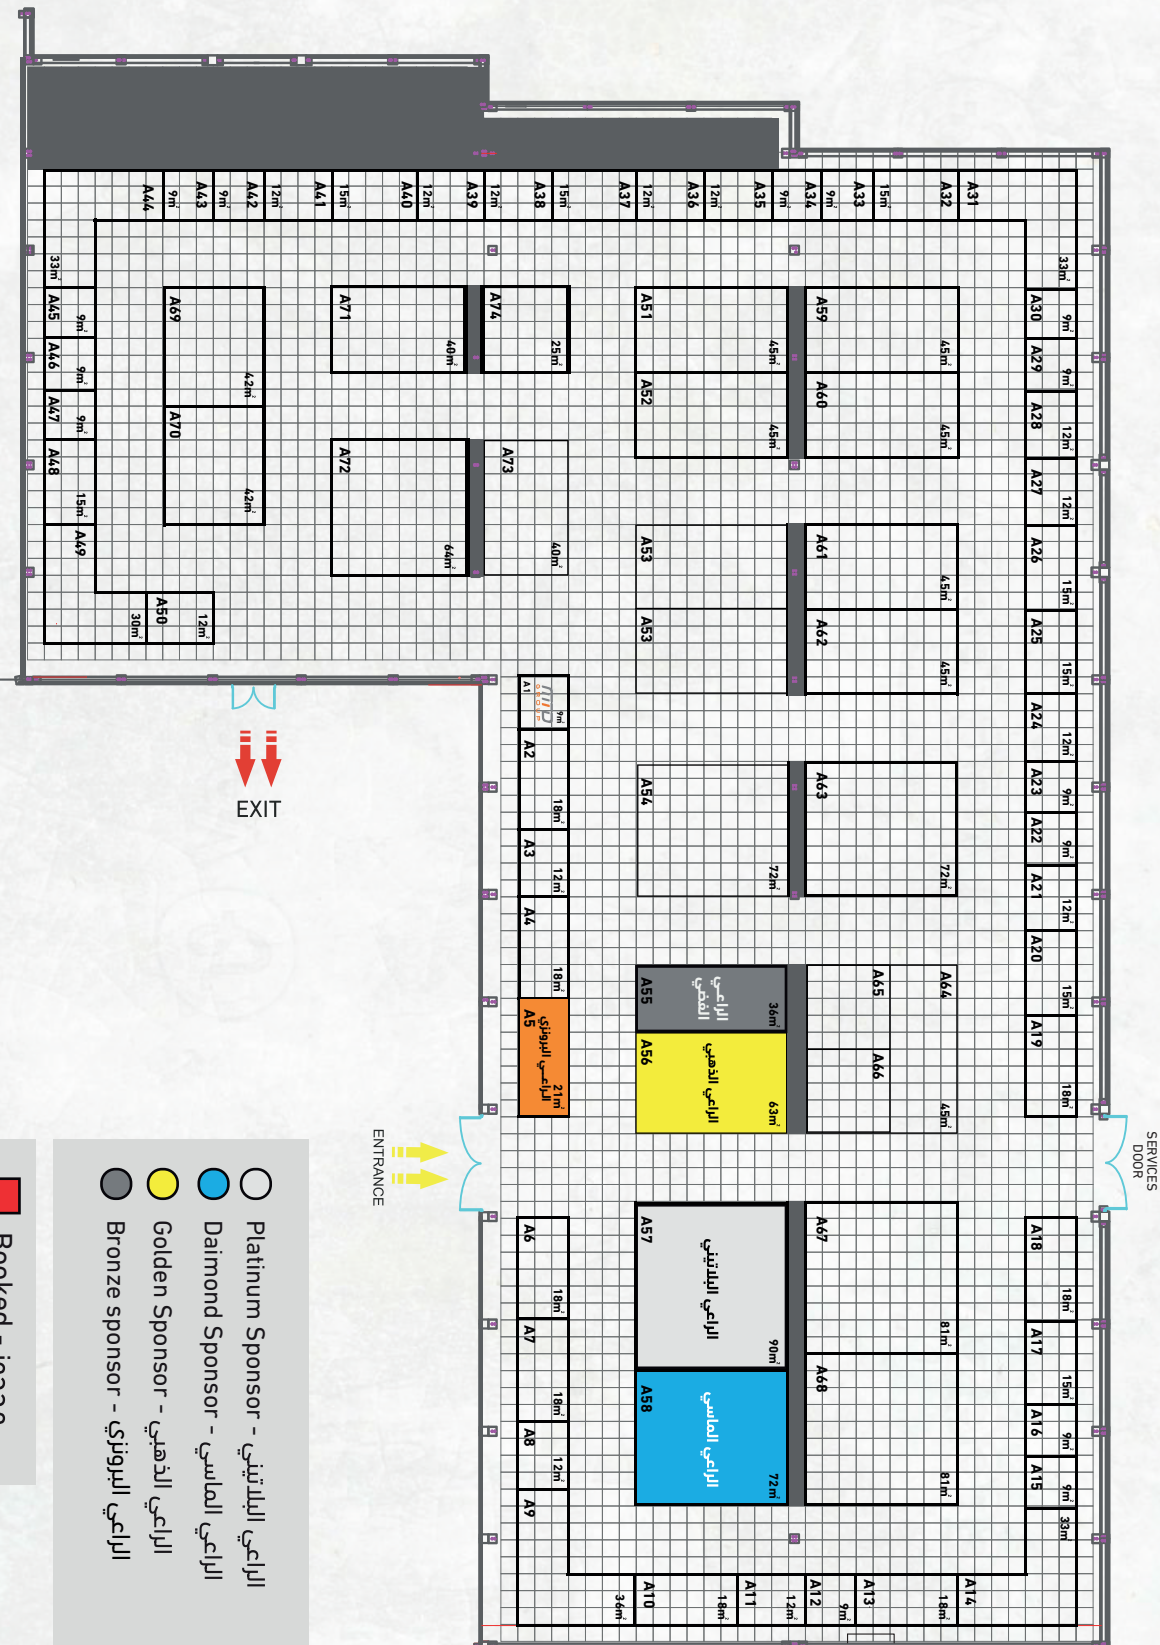 A44
9m²
A43
9m²
A42
12m²
A41
15m²
A40
12m²
A39
12m²
A38
15m²
A37
12m²
A36
12m²
A35
9m²
A34
9m²
A33
15m²
A32
A31
33m²
33m²
A45
9m²
A46
9m²
A47
9m²
A48
15m²
A49
30m²
A50
12m²
A69
42m²
A70
42m²
A71
40m²
A74
25m²
A72
64m²
A73
40m²
A51
45m²
A52
45m²
A59
45m²
A60
45m²
A53
A53
A61
45m²
A62
45m²
A54
72m²
A63
72m²
A30
9m²
A29
9m²
A28
12m²
A27
12m²
A26
15m²
A25
15m²
A24
12m²
A23
9m²
A22
9m²
A21
12m²
A20
15m²
A19
18m²
A1
GROUP
9m²
A2
18m²
A3
12m²
A4
18m²
A5
الراعي البرونزي
21m²
A55
الراعي
الفضي
36m²
A56
الراعي الذهبي
63m²
A65
A64
A66
45m²
EXIT
ENTRANCE
SERVICES
DOOR
A57
الراعي البلاتيني
90m²
A58
الراعي الماسي
72m²
A67
81m²
A68
81m²
A6
18m²
A7
18m²
A8
12m²
A9
36m²
A10
18m²
A11
12m²
A12
9m²
A13
18m²
A14
33m²
A15
9m²
A16
9m²
A17
15m²
A18
18m²
Platinum Sponsor - الراعي البلاتيني
Daimond Sponsor - الراعي الماسي
Golden Sponsor - الراعي الذهبي
Bronze sponsor - الراعي البرونزي
Booked - محجوز